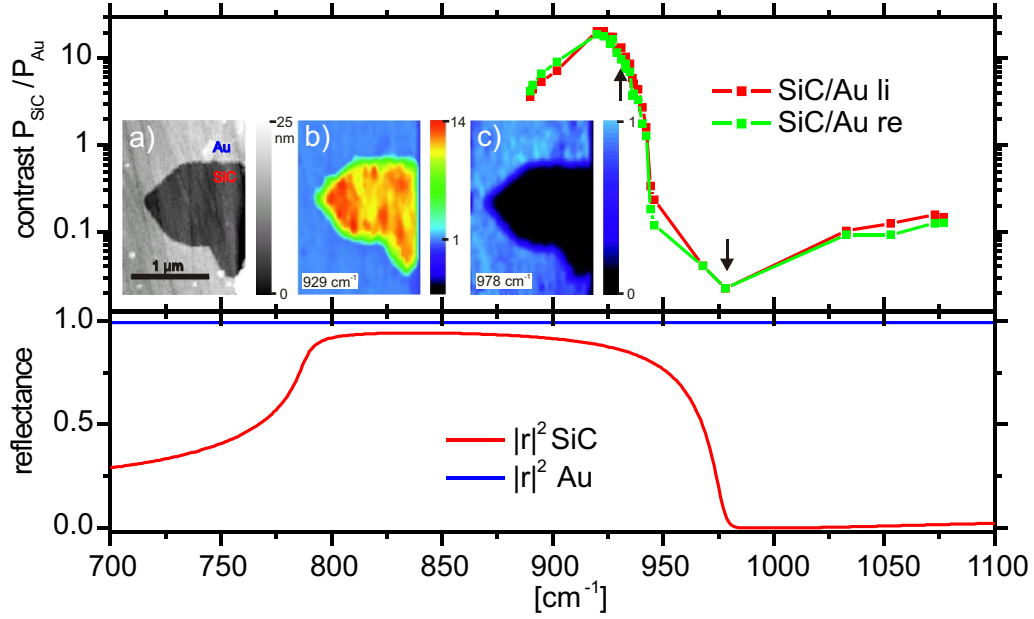 contrast P_SiC / P_Au
10
1
0.1
SiC/Au li
SiC/Au re
a)
Au
SiC
1 μm
25
nm
0
b)
929 cm⁻¹
14
1
c)
978 cm⁻¹
1
0
reflectance
1.0
0.5
0.0
|r|² SiC
|r|² Au
700 750 800 850 900 950 1000 1050 1100
[cm⁻¹]